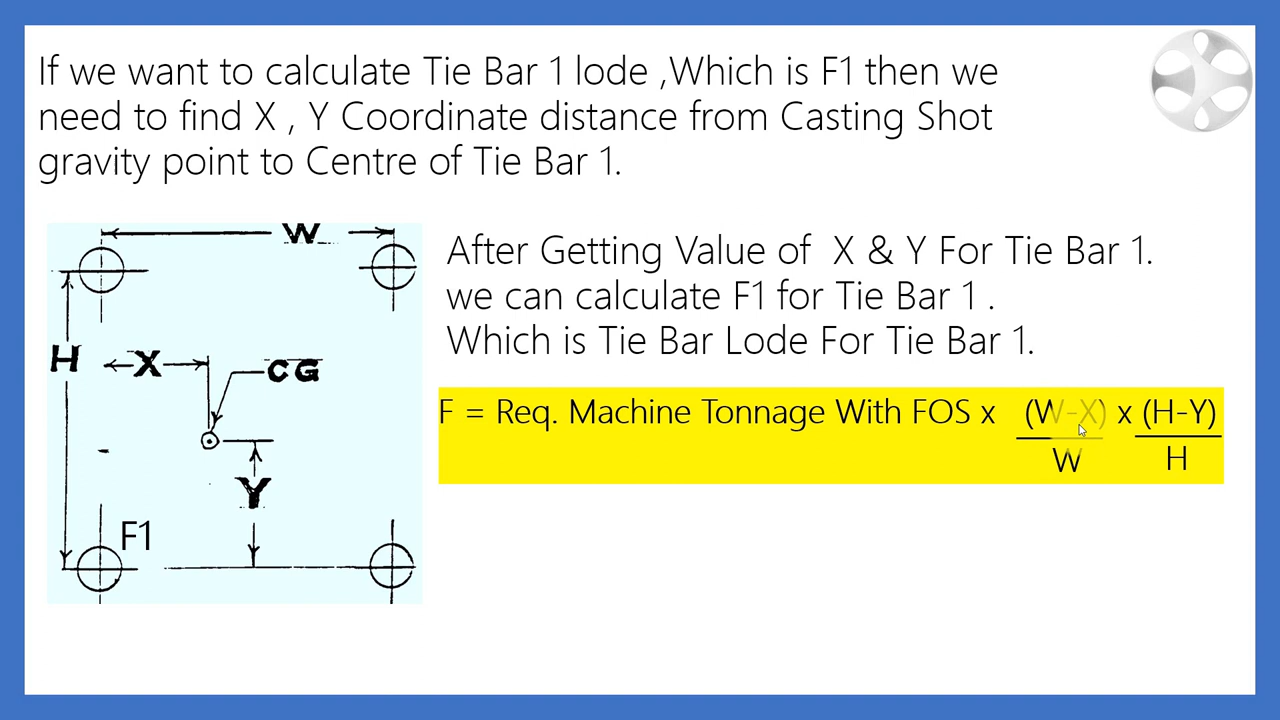 If we want to calculate Tie Bar 1 lode ,Which is F1 then we
need to find X , Y Coordinate distance from Casting Shot
gravity point to Centre of Tie Bar 1.
W
After Getting Value of X & Y For Tie Bar 1.
we can calculate F1 for Tie Bar 1 .
Which is Tie Bar Lode For Tie Bar 1.
H
X
CG
F = Req. Machine Tonnage With FOS x (W-X) x (H-Y)
W H
Y
F1